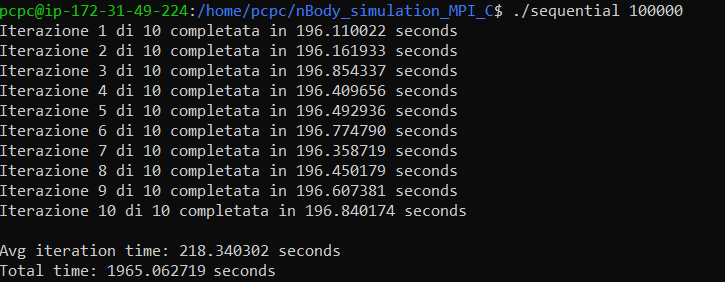 pcpc@ip-172-31-49-224:/home/pcpc/nBody_simulation_MPI_C$ ./sequential 100000
Iterazione 1 di 10 completata in 196.110022 seconds
Iterazione 2 di 10 completata in 196.161933 seconds
Iterazione 3 di 10 completata in 196.854337 seconds
Iterazione 4 di 10 completata in 196.409656 seconds
Iterazione 5 di 10 completata in 196.492936 seconds
Iterazione 6 di 10 completata in 196.774790 seconds
Iterazione 7 di 10 completata in 196.358719 seconds
Iterazione 8 di 10 completata in 196.450179 seconds
Iterazione 9 di 10 completata in 196.607381 seconds
Iterazione 10 di 10 completata in 196.840174 seconds
Avg iteration time: 218.340302 seconds
Total time: 1965.062719 seconds